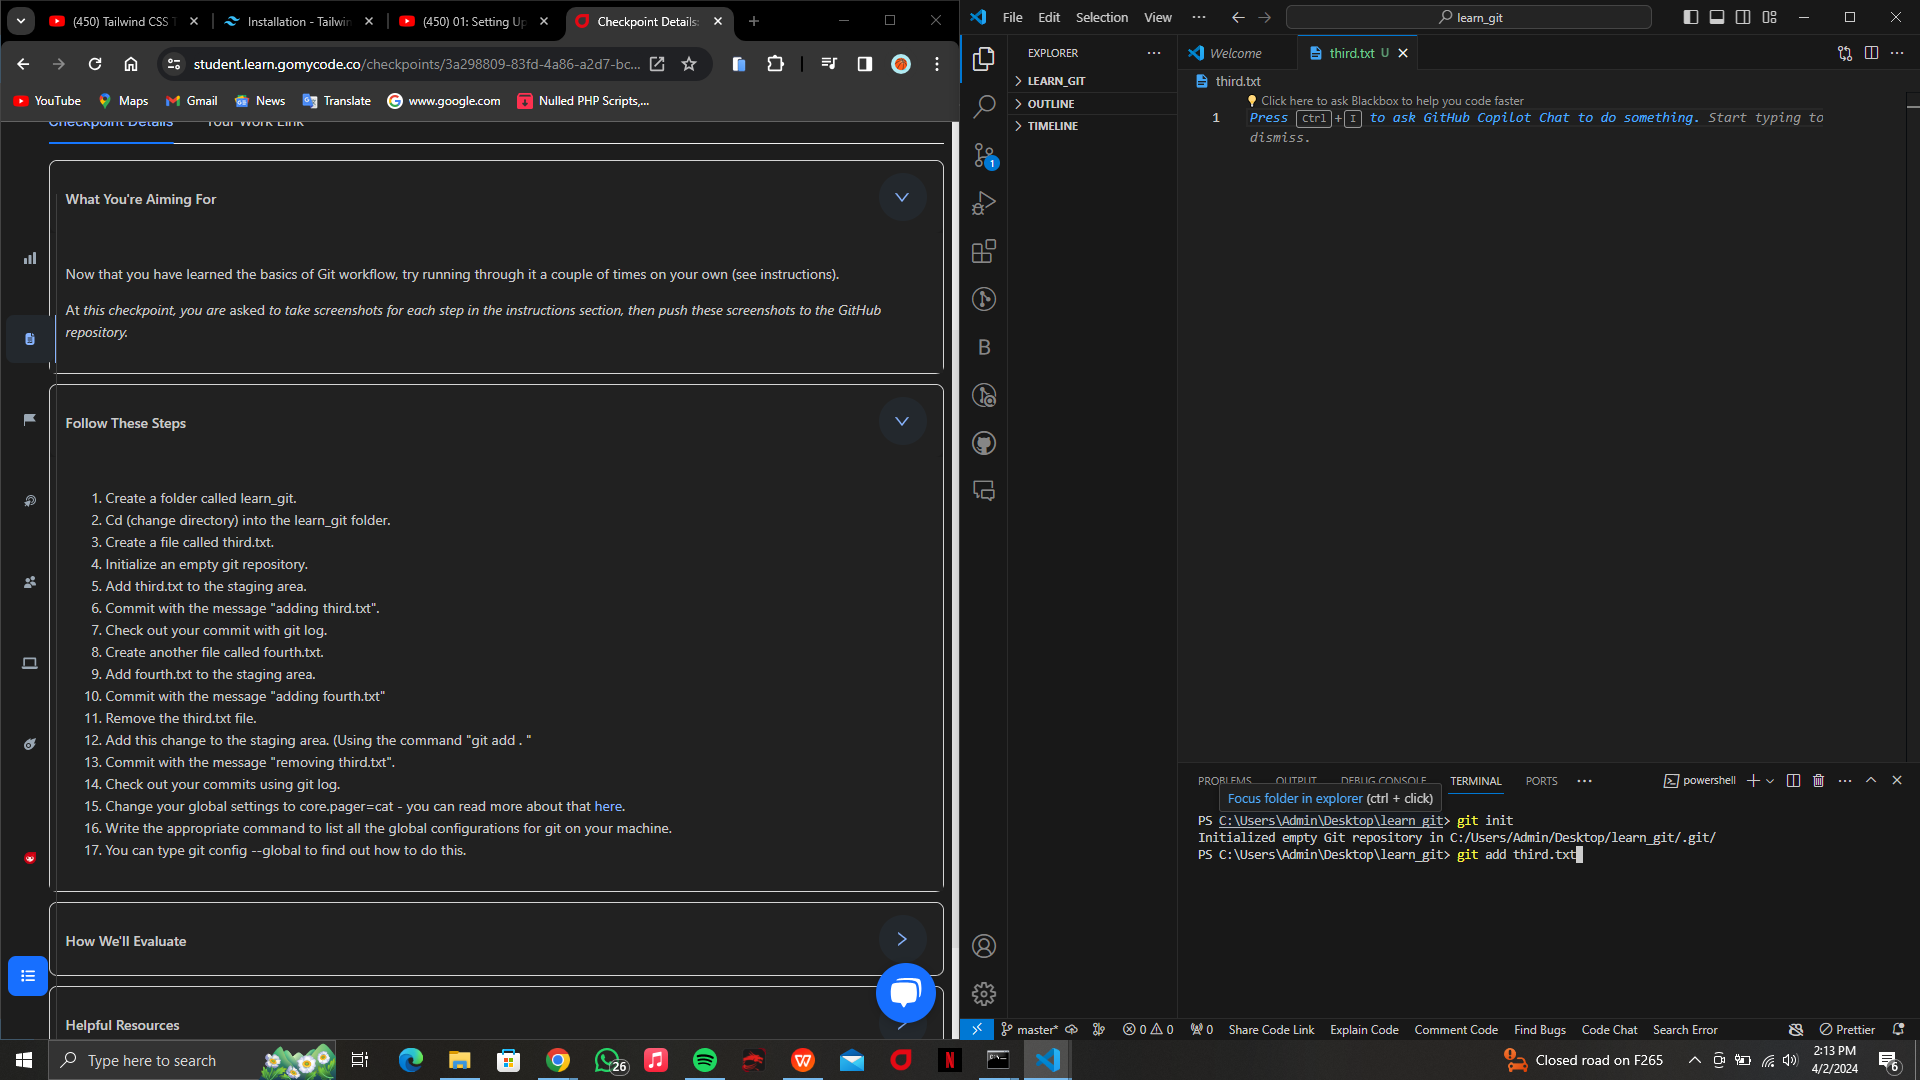 (450) Tailwind CSS T
Installation - Tailwin
(450) 01: Setting Up
Checkpoint Details:
student.learn.gomycode.co/checkpoints/3a298809-83fd-4a86-a2d7-bc...
YouTube
Maps
Gmail
News
Translate
www.google.com
Nulled PHP Scripts,...
Checkpoint Details
Your Work Link
What You're Aiming For
Now that you have learned the basics of Git workflow, try running through it a couple of times on your own (see instructions).
At this checkpoint, you are asked to take screenshots for each step in the instructions section, then push these screenshots to the GitHub
repository.
Follow These Steps
1. Create a folder called learn_git.
2. Cd (change directory) into the learn_git folder.
3. Create a file called third.txt.
4. Initialize an empty git repository.
5. Add third.txt to the staging area.
6. Commit with the message "adding third.txt".
7. Check out your commit with git log.
8. Create another file called fourth.txt.
9. Add fourth.txt to the staging area.
10. Commit with the message "adding fourth.txt"
11. Remove the third.txt file.
12. Add this change to the staging area. (Using the command "git add . "
13. Commit with the message "removing third.txt".
14. Check out your commits using git log.
15. Change your global settings to core.pager=cat - you can read more about that here.
16. Write the appropriate command to list all the global configurations for git on your machine.
17. You can type git config --global to find out how to do this.
How We'll Evaluate
Helpful Resources
File Edit Selection View ...
learn_git
EXPLORER
LEARN_GIT
OUTLINE
TIMELINE
1
B
Welcome
third.txt U
third.txt
Click here to ask Blackbox to help you code faster
1 Press Ctrl+I to ask GitHub Copilot Chat to do something. Start typing to
dismiss.
PROBLEMS OUTPUT DEBUG CONSOLE TERMINAL PORTS ...
powershell
Focus folder in explorer (ctrl + click)
PS C:\Users\Admin\Desktop\learn_git> git init
Initialized empty Git repository in C:/Users/Admin/Desktop/learn_git/.git/
PS C:\Users\Admin\Desktop\learn_git> git add third.txt
master* 0 0 0 Share Code Link Explain Code Comment Code Find Bugs Code Chat Search Error Prettier
Type here to search
26
Closed road on F265
2:13 PM
4/2/2024
6